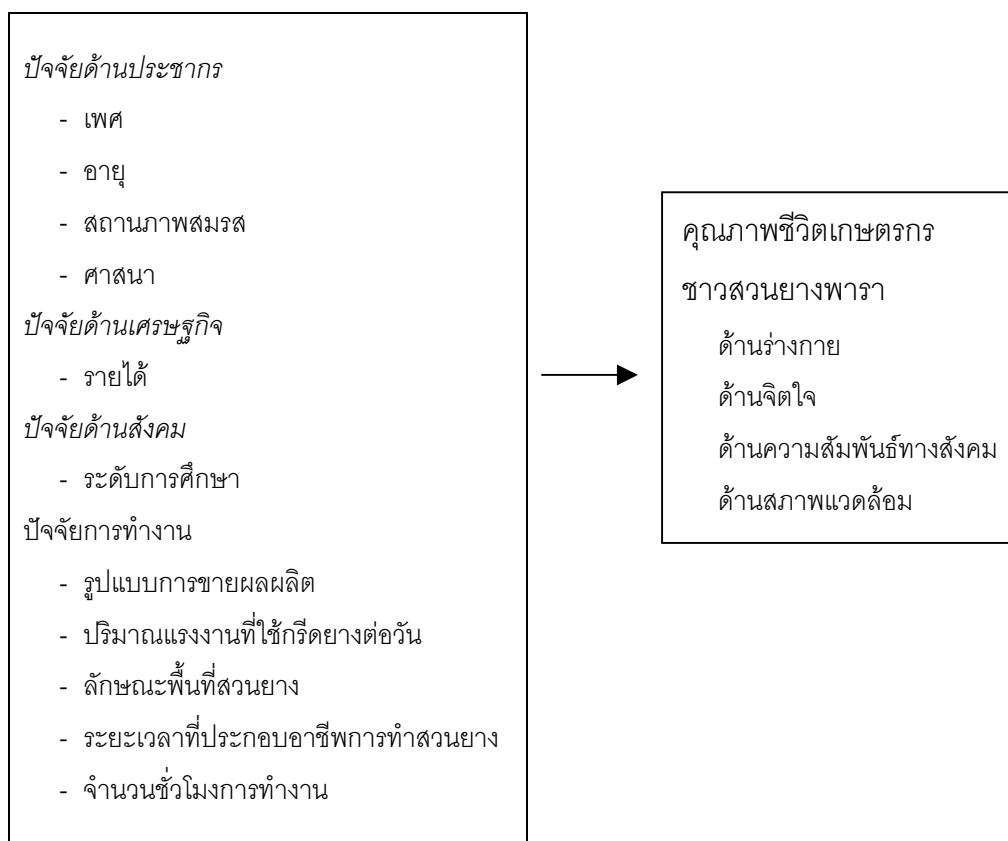 ปัจจัยด้านประชากร
- เพศ
- อายุ
- สถานภาพสมรส
- ศาสนา
ปัจจัยด้านเศรษฐกิจ
- รายได้
ปัจจัยด้านสังคม
- ระดับการศึกษา
ปัจจัยการทำงาน
- รูปแบบการขายผลผลิต
- ปริมาณแรงงานที่ใช้กรีดยางต่อวัน
- ลักษณะพื้นที่สวนยาง
- ระยะเวลาที่ประกอบอาชีพการทำสวนยาง
- จำนวนชั่วโมงการทำงาน
คุณภาพชีวิตเกษตรกร
ชาวสวนยางพารา
ด้านร่างกาย
ด้านจิตใจ
ด้านความสัมพันธ์ทางสังคม
ด้านสภาพแวดล้อม